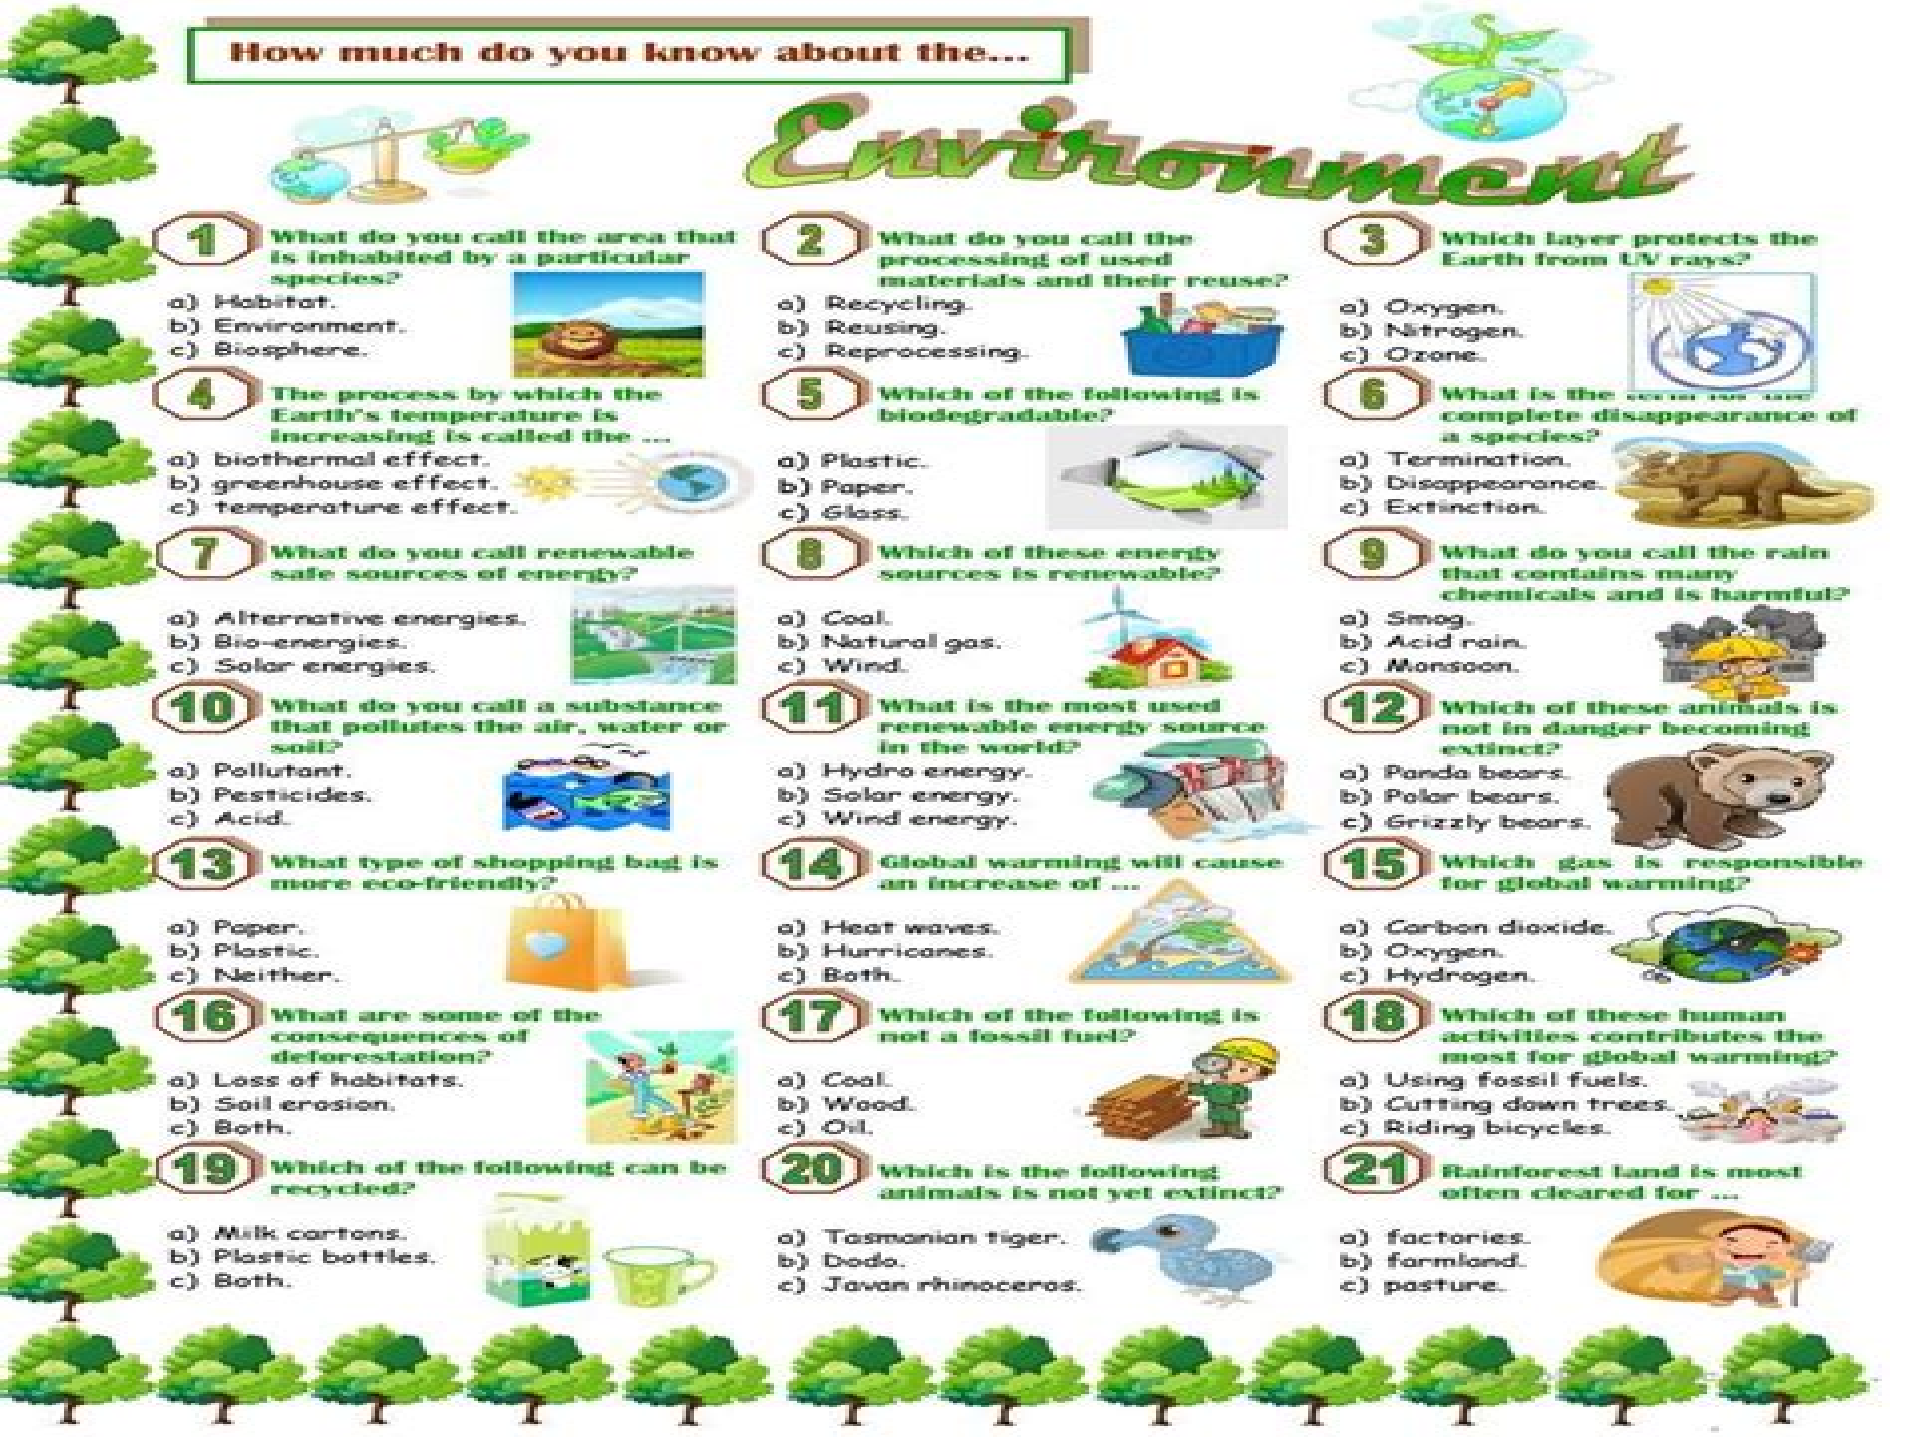 How much do you know about the...
Environment
1 What do you call the area that
is inhabited by a particular
species?
a) Habitat.
b) Environment.
c) Biosphere.
2 What do you call the
processing of used
materials and their reuse?
a) Recycling.
b) Reusing.
c) Reprocessing.
3 Which layer protects the
Earth from UV rays?
a) Oxygen.
b) Nitrogen.
c) Ozone.
4 The process by which the
Earth's temperature is
increasing is called the ...
a) biothermal effect.
b) greenhouse effect.
c) temperature effect.
5 Which of the following is
biodegradable?
a) Plastic.
b) Paper.
c) Glass.
6 What is the
complete disappearance of
a species?
a) Termination.
b) Disappearance.
c) Extinction.
7 What do you call renewable
safe sources of energy?
a) Alternative energies.
b) Bio-energies.
c) Solar energies.
8 Which of these energy
sources is renewable?
a) Coal.
b) Natural gas.
c) Wind.
9 What do you call the rain
that contains many
chemicals and is harmful?
a) Smog.
b) Acid rain.
c) Monsoon.
10 What do you call a substance
that pollutes the air, water or
soil?
a) Pollutant.
b) Pesticides.
c) Acid.
11 What is the most used
renewable energy source
in the world?
a) Hydro energy.
b) Solar energy.
c) Wind energy.
12 Which of these animals is
not in danger becoming
extinct?
a) Panda bears.
b) Polar bears.
c) Grizzly bears.
13 What type of shopping bag is
more eco-friendly?
a) Paper.
b) Plastic.
c) Neither.
14 Global warming will cause
an increase of ...
a) Heat waves.
b) Hurricanes.
c) Both.
15 Which gas is responsible
for global warming?
a) Carbon dioxide.
b) Oxygen.
c) Hydrogen.
16 What are some of the
consequences of
deforestation?
a) Loss of habitats.
b) Soil erosion.
c) Both.
17 Which of the following is
not a fossil fuel?
a) Coal.
b) Wood.
c) Oil.
18 Which of these human
activities contributes the
most for global warming?
a) Using fossil fuels.
b) Cutting down trees.
c) Riding bicycles.
19 Which of the following can be
recycled?
a) Milk cartons.
b) Plastic bottles.
c) Both.
20 Which is the following
animals is not yet extinct?
a) Tasmanian tiger.
b) Dodo.
c) Javan rhinoceros.
21 Rainforest land is most
often cleared for ...
a) factories.
b) farmland.
c) pasture.